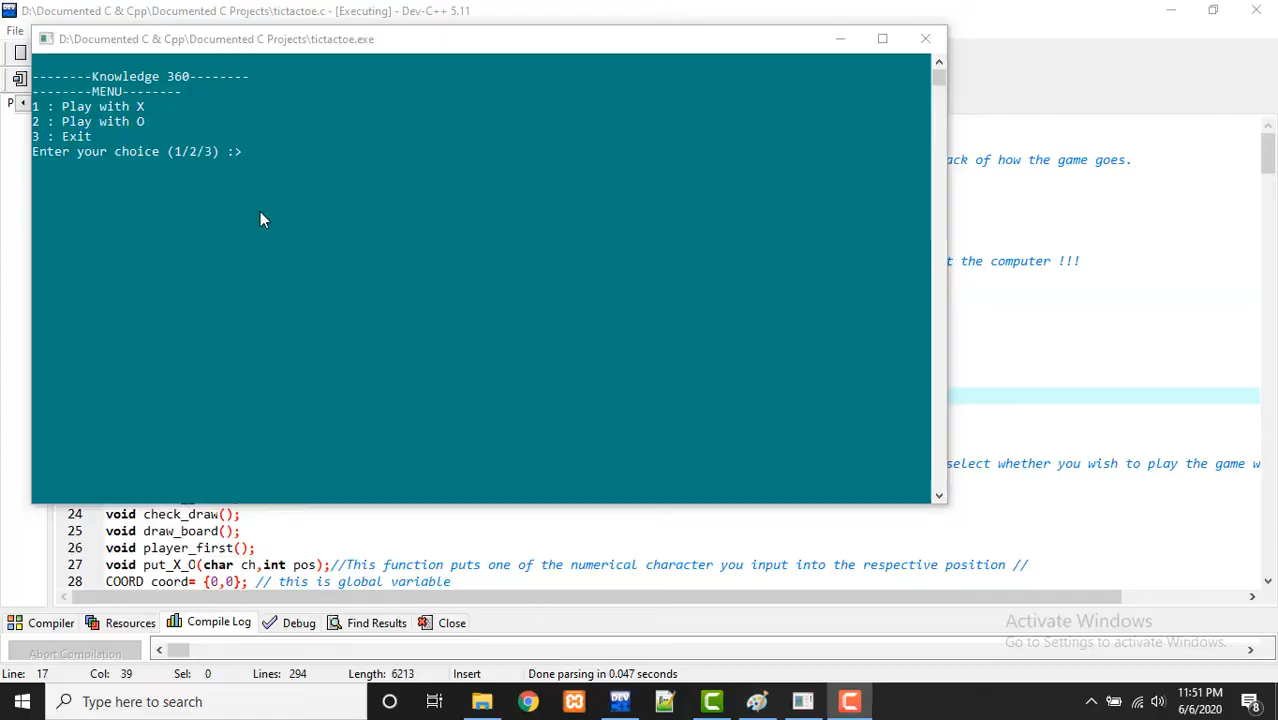 D:\Documented C & Cpp\Documented C Projects\tictactoe.c - [Executing] - Dev-C++ 5.11
File
D:\Documented C & Cpp\Documented C Projects\tictactoe.exe
--------Knowledge 360--------
--------MENU--------
1 : Play with X
2 : Play with O
3 : Exit
Enter your choice (1/2/3) :>
ack of how the game goes.
t the computer !!!
select whether you wish to play the game w
24 void check_draw();
25 void draw_board();
26 void player_first();
27 void put_X_O(char ch,int pos);//This function puts one of the numerical character you input into the respective position //
28 COORD coord= {0,0}; // this is global variable
Compiler Resources Compile Log Debug Find Results Close
Activate Windows
Go to Settings to activate Windows.
Abort Compilation
Line: 17 Col: 39 Sel: 0 Lines: 294 Length: 6213 Insert Done parsing in 0.047 seconds
Type here to search
DEV
11:51 PM
6/6/2020
8